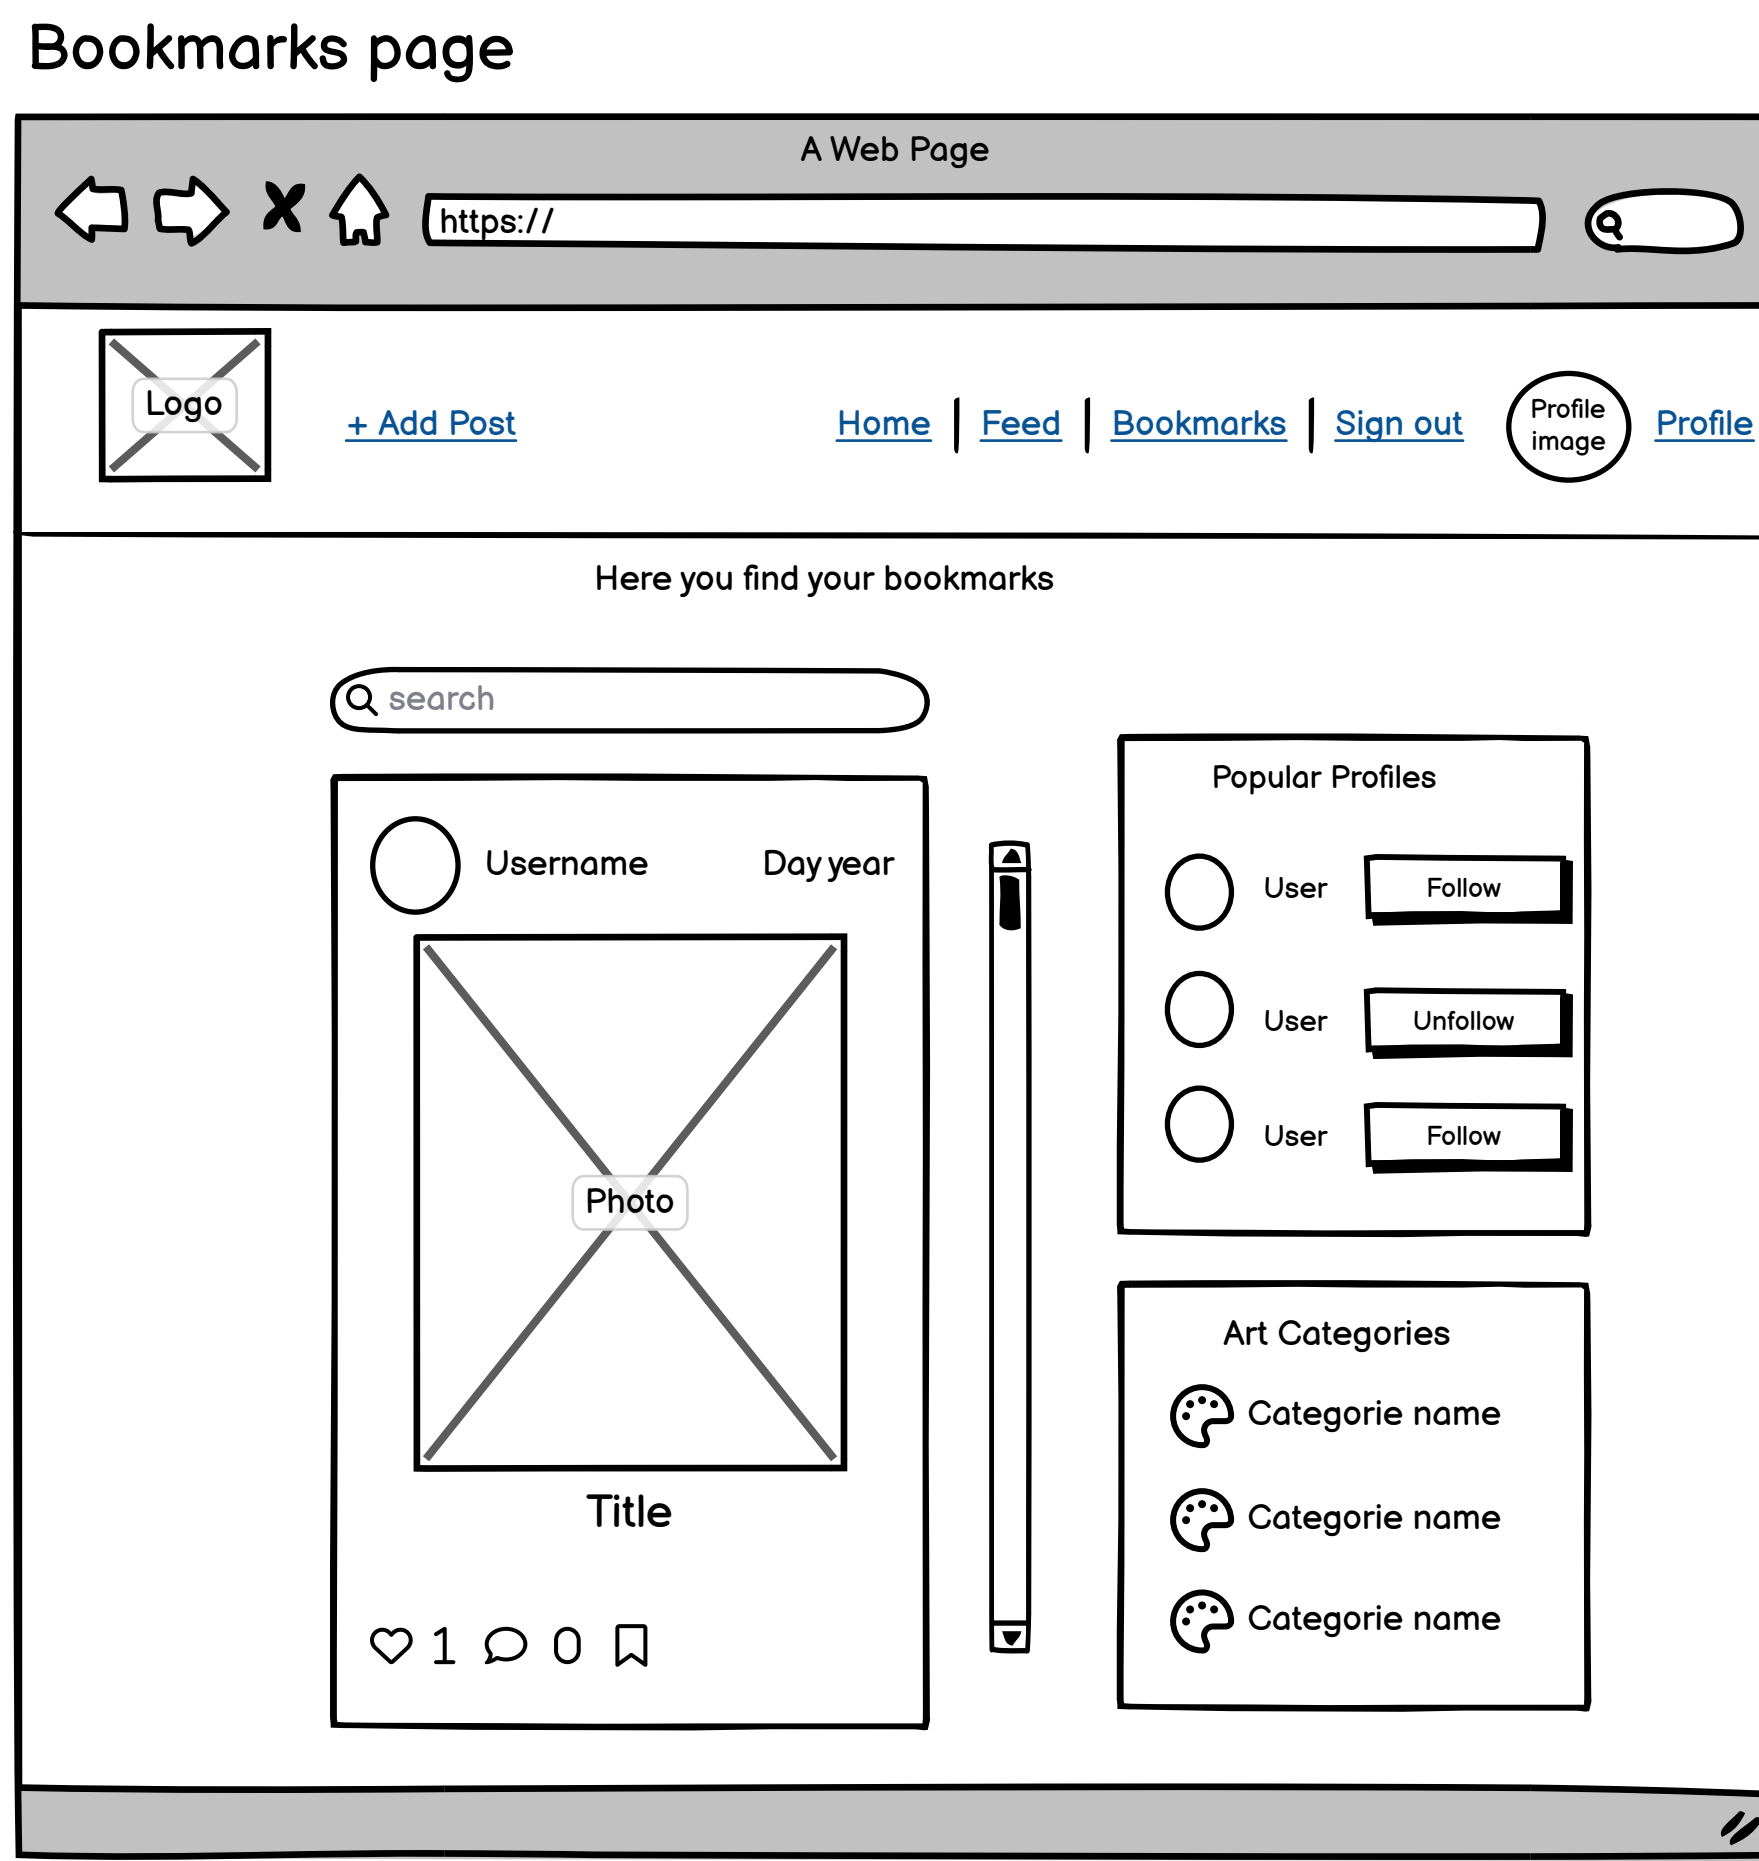 Bookmarks page
A Web Page
https://
Logo
+ Add Post
Home
Feed
Bookmarks
Sign out
Profile
image
Profile
Here you find your bookmarks
search
Username
Day year
Photo
Title
1
0
Popular Profiles
User
Follow
User
Unfollow
User
Follow
Art Categories
Categorie name
Categorie name
Categorie name